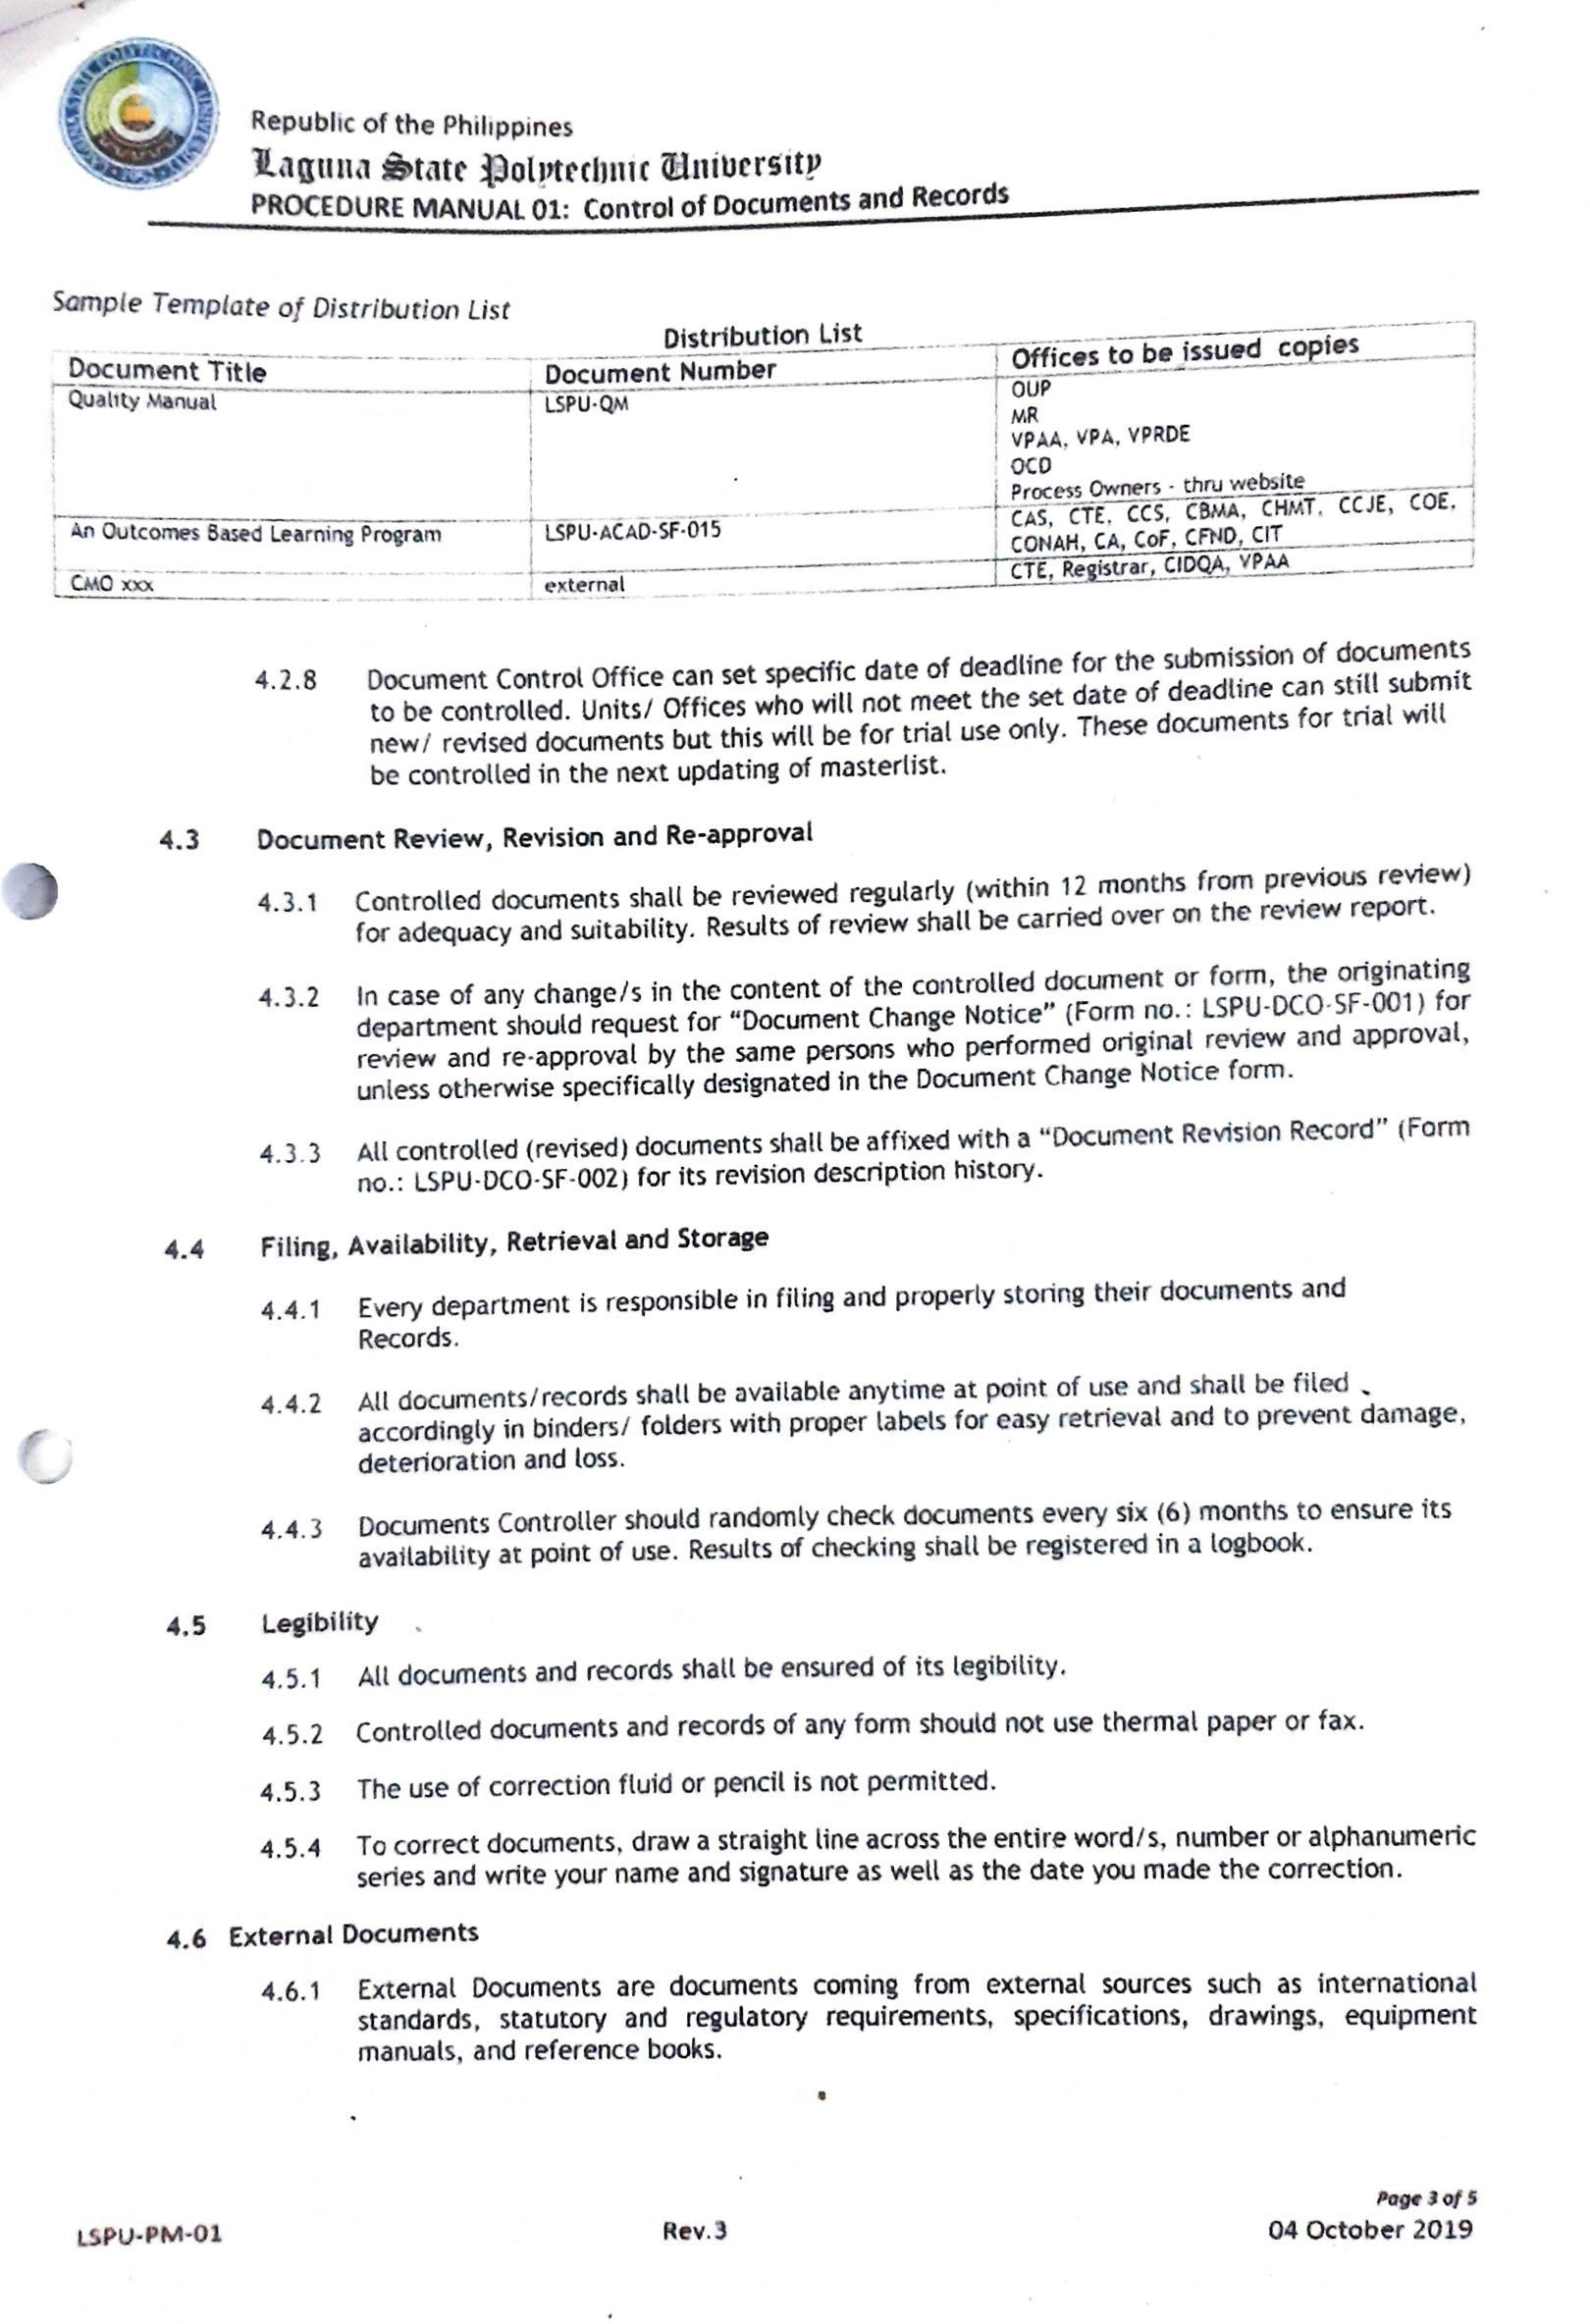 LAGUNA STATE POLYTECHNIC UNIVERSITY
Republic of the Philippines
Laguna State Polytechnic University
PROCEDURE MANUAL 01: Control of Documents and Records
Sample Template of Distribution List
Distribution List
Document Title Document Number Offices to be issued copies
Quality Manual LSPU-QM OUP
MR
VPAA, VPA, VPRDE
OCD
Process Owners - thru website
An Outcomes Based Learning Program LSPU-ACAD-SF-015 CAS, CTE, CCS, CBMA, CHMT, CCJE, COE,
CONAH, CA, CoF, CFND, CIT
CMO xxx external CTE, Registrar, CIDQA, VPAA
4.2.8 Document Control Office can set specific date of deadline for the submission of documents
to be controlled. Units/ Offices who will not meet the set date of deadline can still submit
new/ revised documents but this will be for trial use only. These documents for trial will
be controlled in the next updating of masterlist.
4.3 Document Review, Revision and Re-approval
4.3.1 Controlled documents shall be reviewed regularly (within 12 months from previous review)
for adequacy and suitability. Results of review shall be carried over on the review report.
4.3.2 In case of any change/s in the content of the controlled document or form, the originating
department should request for “Document Change Notice” (Form no.: LSPU-DCO-SF-001) for
review and re-approval by the same persons who performed original review and approval,
unless otherwise specifically designated in the Document Change Notice form.
4.3.3 All controlled (revised) documents shall be affixed with a “Document Revision Record” (Form
no.: LSPU-DCO-SF-002) for its revision description history.
4.4 Filing, Availability, Retrieval and Storage
4.4.1 Every department is responsible in filing and properly storing their documents and
Records.
4.4.2 All documents/records shall be available anytime at point of use and shall be filed
accordingly in binders/ folders with proper labels for easy retrieval and to prevent damage,
deterioration and loss.
4.4.3 Documents Controller should randomly check documents every six (6) months to ensure its
availability at point of use. Results of checking shall be registered in a logbook.
4.5 Legibility
4.5.1 All documents and records shall be ensured of its legibility.
4.5.2 Controlled documents and records of any form should not use thermal paper or fax.
4.5.3 The use of correction fluid or pencil is not permitted.
4.5.4 To correct documents, draw a straight line across the entire word/s, number or alphanumeric
series and write your name and signature as well as the date you made the correction.
4.6 External Documents
4.6.1 External Documents are documents coming from external sources such as international
standards, statutory and regulatory requirements, specifications, drawings, equipment
manuals, and reference books.
Page 3 of 5
LSPU-PM-01 Rev.3 04 October 2019